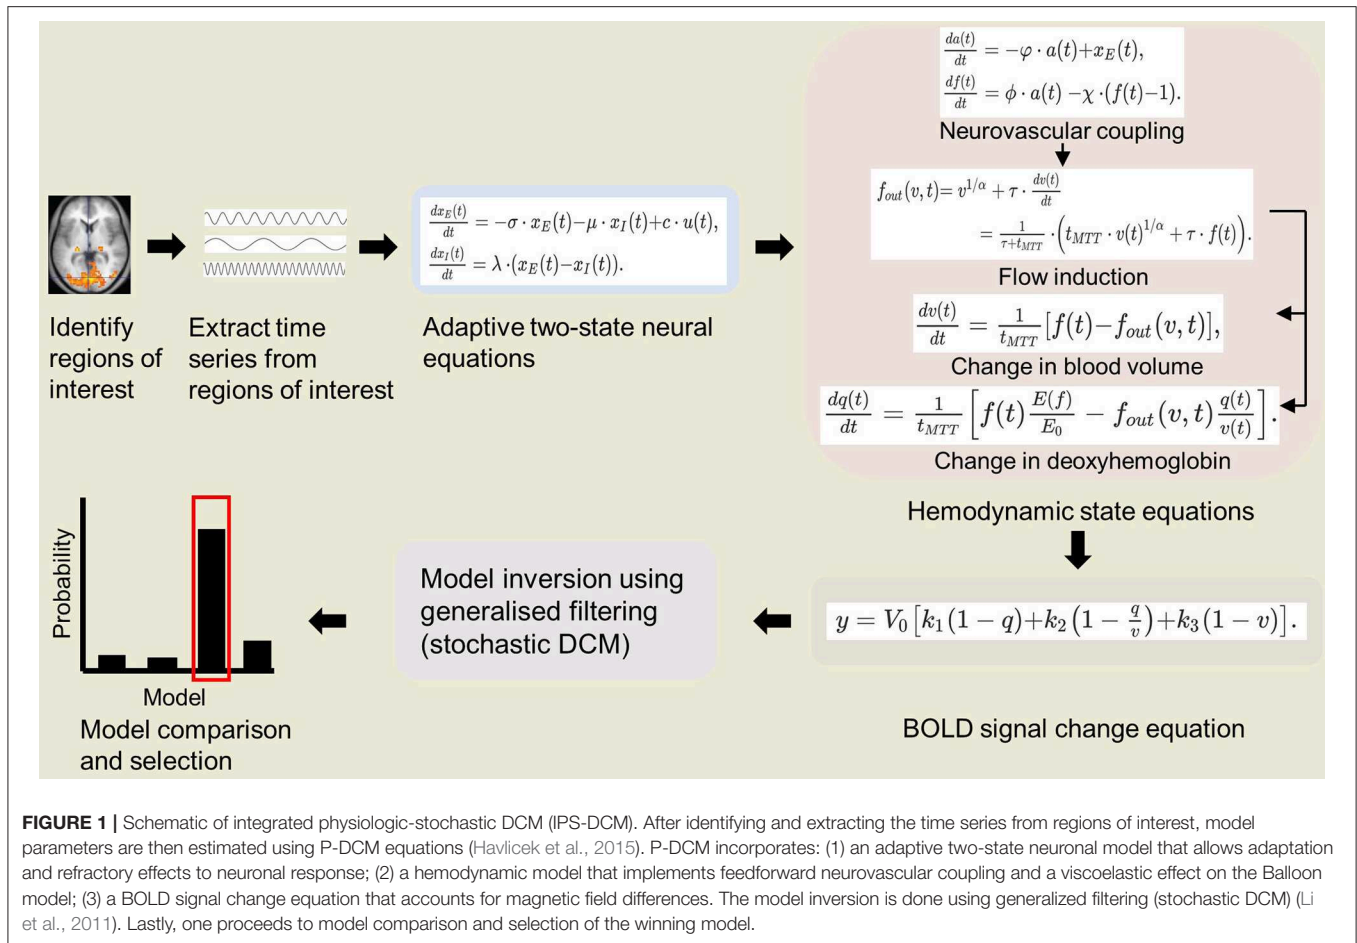 Identify
regions of
interest
Extract time
series from
regions of interest
dx_E(t)/dt = −σ · x_E(t)−μ · x_I(t)+c · u(t),
dx_I(t)/dt = λ ·(x_E(t)−x_I(t)).
Adaptive two-state neural
equations
da(t)/dt = −φ · a(t)+x_E(t),
df(t)/dt = ϕ · a(t) −χ ·(f(t)−1).
Neurovascular coupling
f_out(v,t)= v^{1/α} + τ · dv(t)/dt
= 1/(τ+t_MTT) ·(t_MTT · v(t)^{1/α} + τ · f(t)).
Flow induction
dv(t)/dt = 1/t_MTT [f(t)−f_out(v,t)],
Change in blood volume
dq(t)/dt = 1/t_MTT [f(t) E(f)/E_0 − f_out(v,t) q(t)/v(t)].
Change in deoxyhemoglobin
Hemodynamic state equations
y = V_0[k_1(1 − q)+k_2(1 − q/v)+k_3(1 − v)].
BOLD signal change equation
Model inversion using
generalised filtering
(stochastic DCM)
Probability
Model
Model comparison
and selection
FIGURE 1 | Schematic of integrated physiologic-stochastic DCM (IPS-DCM). After identifying and extracting the time series from regions of interest, model
parameters are then estimated using P-DCM equations (Havlicek et al., 2015). P-DCM incorporates: (1) an adaptive two-state neuronal model that allows adaptation
and refractory effects to neuronal response; (2) a hemodynamic model that implements feedforward neurovascular coupling and a viscoelastic effect on the Balloon
model; (3) a BOLD signal change equation that accounts for magnetic field differences. The model inversion is done using generalized filtering (stochastic DCM) (Li
et al., 2011). Lastly, one proceeds to model comparison and selection of the winning model.